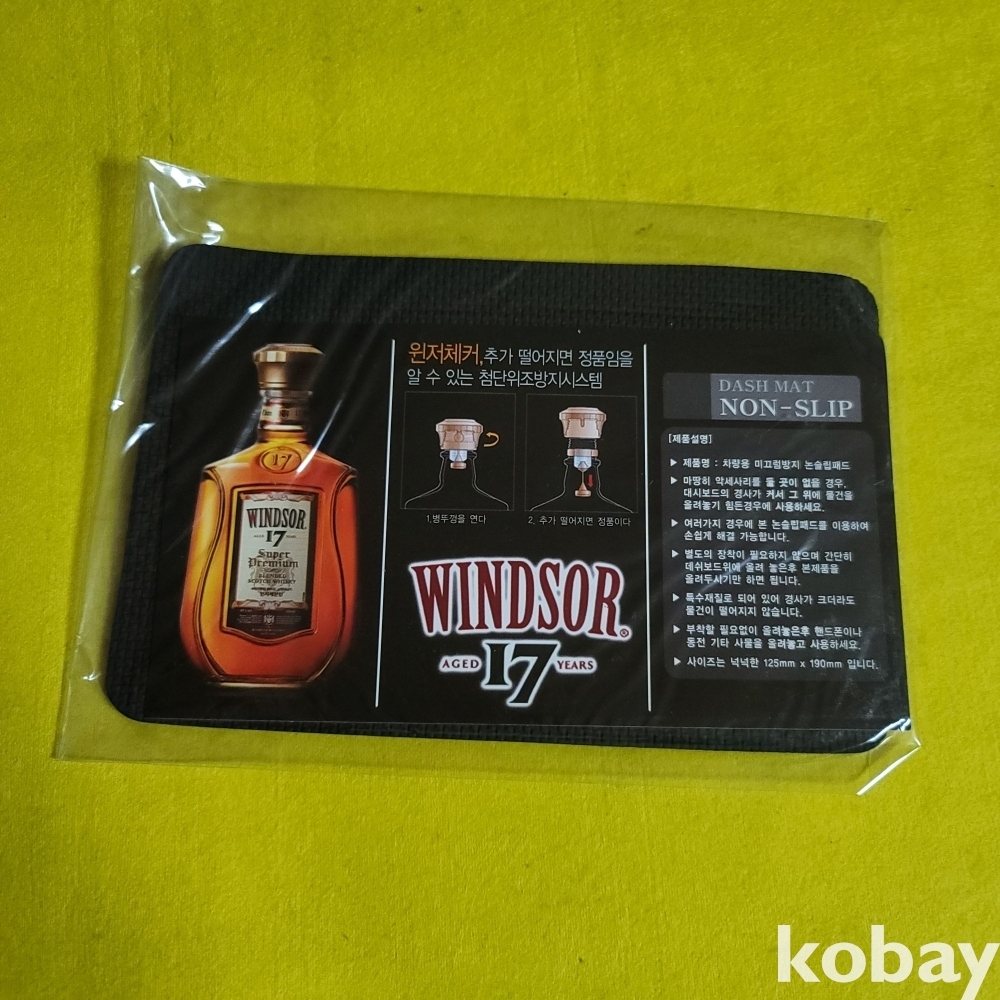 17
WINDSOR
AGED 17 YEARS
Super
Premium
BLENDED
SCOTCH WHISKY
윈저체커, 추가 떨어지면 정품임을
알 수 있는 첨단위조방지시스템
1.병뚜껑을 연다
2. 추가 떨어지면 정품이다
WINDSOR®
AGED 17 YEARS
DASH MAT
NON-SLIP
[제품설명]
▶ 제품명 : 차량용 미끄럼방지 논슬립패드
▶ 마땅히 악세사리를 둘 곳이 없을 경우,
대시보드의 경사가 커서 그 위에 물건을
올려놓기 힘든경우에 사용하세요.
▶ 여러가지 경우에 본 논슬립패드를 이용하여
손쉽게 해결 가능합니다.
▶ 별도의 장착이 필요하지 않으며 간단히
데쉬보드위에 올려 놓은후 본제품을
올려두시기만 하면 됩니다.
▶ 특수재질로 되어 있어 경사가 크더라도
물건이 떨어지지 않습니다.
▶ 부착할 필요없이 올려놓은후 핸드폰이나
동전 기타 사물을 올려놓고 사용하세요.
▶ 사이즈는 넉넉한 125mm x 190mm 입니다.
kobay